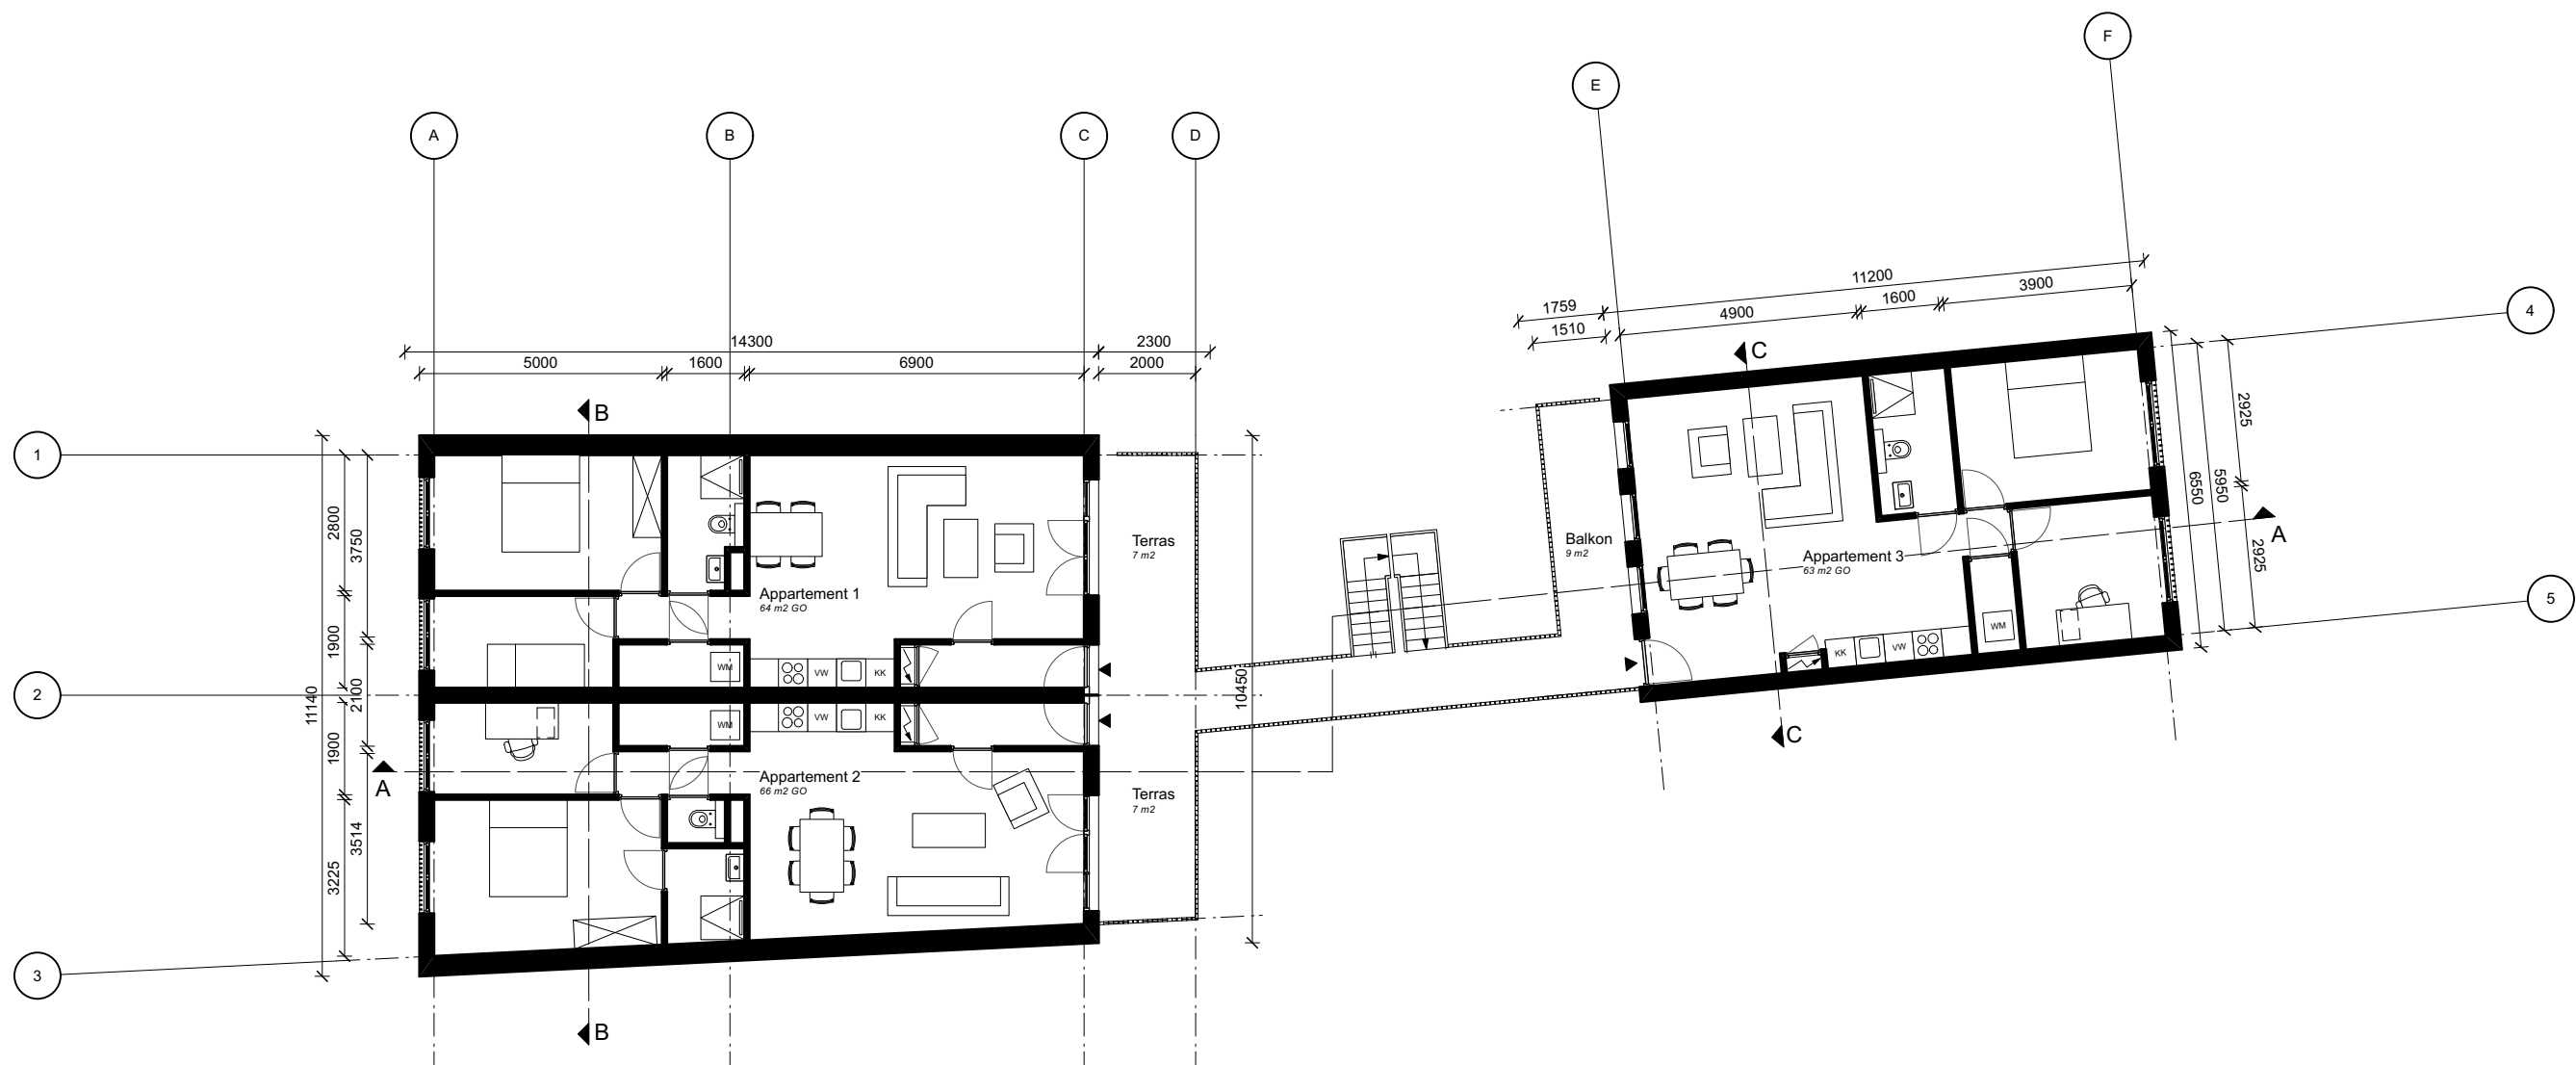 F
E
A
B
C
D
11200
1759
4900
1600
3900
1510
4
14300
2300
5000
1600
6900
2000
C
B
1
2800
3750
2925
6550
5950
A
2925
Terras
7 m2
Balkon
9 m2
Appartement 3
63 m2 GO
Appartement 1
64 m2 GO
5
1900
2100
WM
VW
KK
WM
KK
VW
2
11140
10450
WM
VW
KK
C
1900
A
Appartement 2
66 m2 GO
Terras
7 m2
3514
3225
3
B